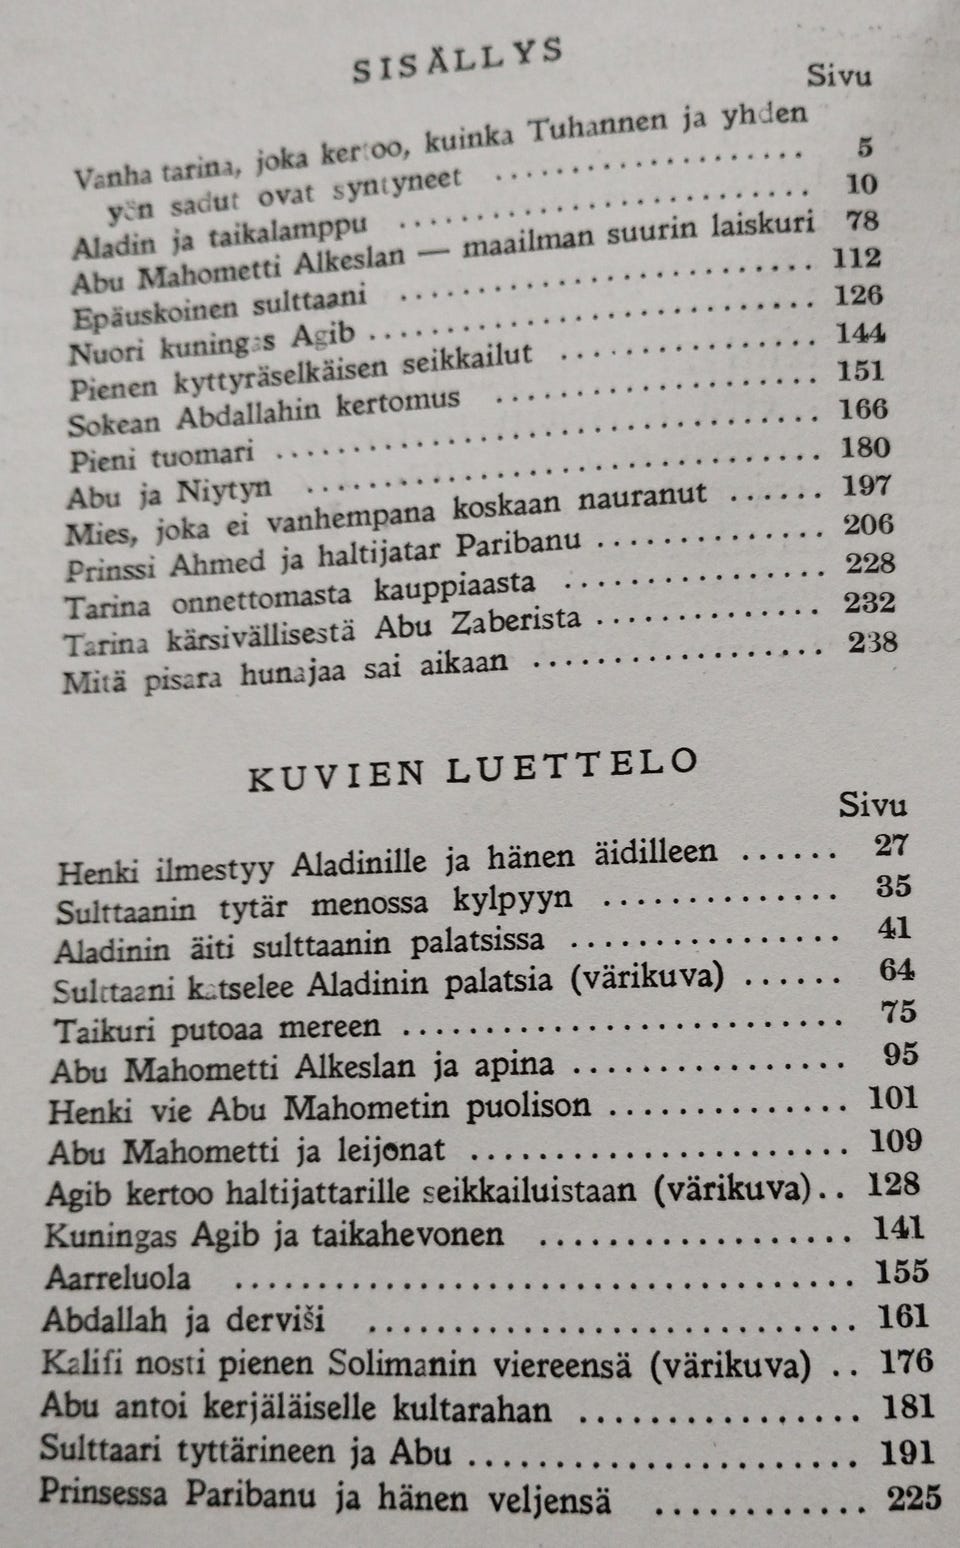 SISÄLLYS
Sivu
Vanha tarina, joka kertoo, kuinka Tuhannen ja yhden
yön sadut ovat syntyneet .................. 5
Aladin ja taikalamppu ........................ 10
Abu Mahometti Alkeslan — maailman suurin laiskuri 78
Epäuskoinen sulttaani ........................ 112
Nuori kuningas Agib .......................... 126
Pienen kyttyräselkäisen seikkailut ............... 144
Sokean Abdallahin kertomus ................... 151
Pieni tuomari ................................ 166
Abu ja Niytyn .............................. 180
Mies, joka ei vanhempana koskaan nauranut ...... 197
Prinssi Ahmed ja haltijatar Paribanu .............. 206
Tarina onnettomasta kauppiaasta ................ 228
Tarina kärsivällisestä Abu Zaberista .............. 232
Mitä pisara hunajaa sai aikaan .................. 238
KUVIEN LUETTELO
Sivu
Henki ilmestyy Aladinille ja hänen äidilleen ...... 27
Sulttaanin tytär menossa kylpyyn .............. 35
Aladinin äiti sulttaanin palatsissa ................ 41
Sulttaani katselee Aladinin palatsia (värikuva) ...... 64
Taikuri putoaa mereen .......................... 75
Abu Mahometti Alkeslan ja apina ................ 95
Henki vie Abu Mahometin puolison .............. 101
Abu Mahometti ja leijonat ...................... 109
Agib kertoo haltijattarille seikkailuistaan (värikuva) .. 128
Kuningas Agib ja taikahevonen .................. 141
Aarreluola .................................... 155
Abdallah ja derviši ............................. 161
Kalifi nosti pienen Solimanin viereensä (värikuva) .. 176
Abu antoi kerjäläiselle kultarahan ................ 181
Sulttaari tyttärineen ja Abu ....................... 191
Prinsessa Paribanu ja hänen veljensä ............ 225